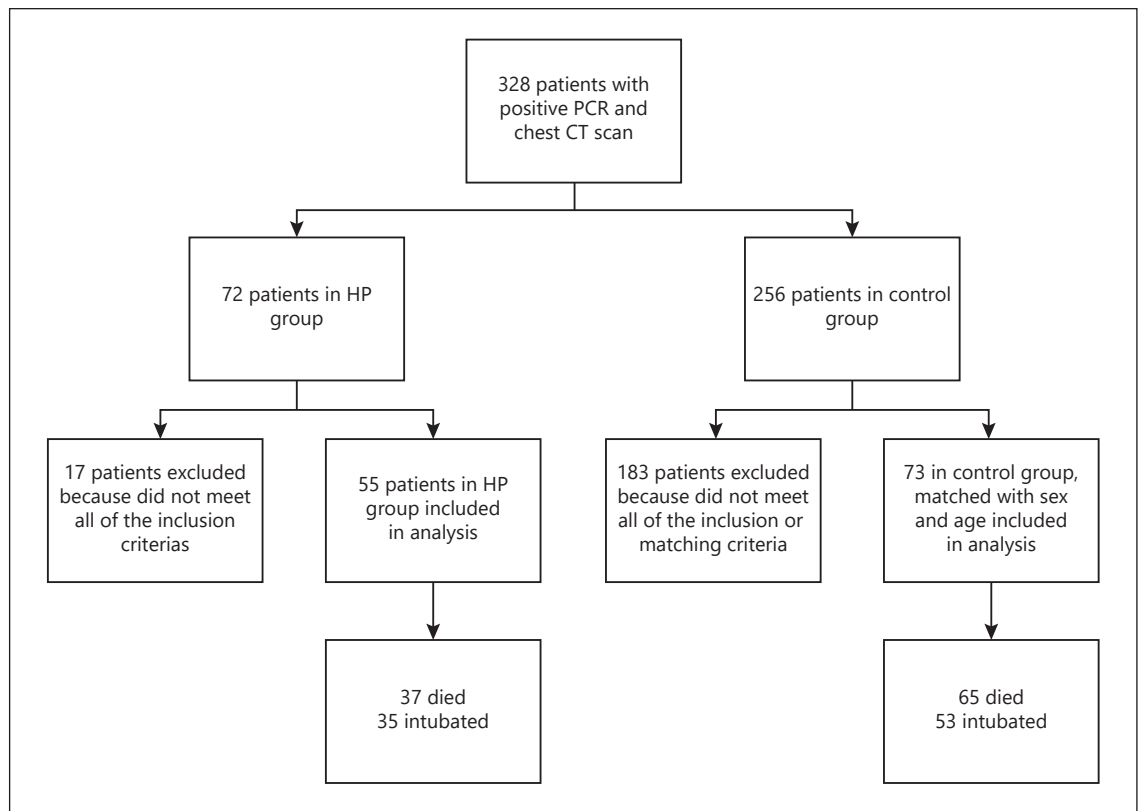 328 patients with
positive PCR and
chest CT scan
72 patients in HP
group
256 patients in control
group
17 patients excluded
because did not meet
all of the inclusion
criterias
55 patients in HP
group included
in analysis
183 patients excluded
because did not meet
all of the inclusion or
matching criteria
73 in control group,
matched with sex
and age included
in analysis
37 died
35 intubated
65 died
53 intubated